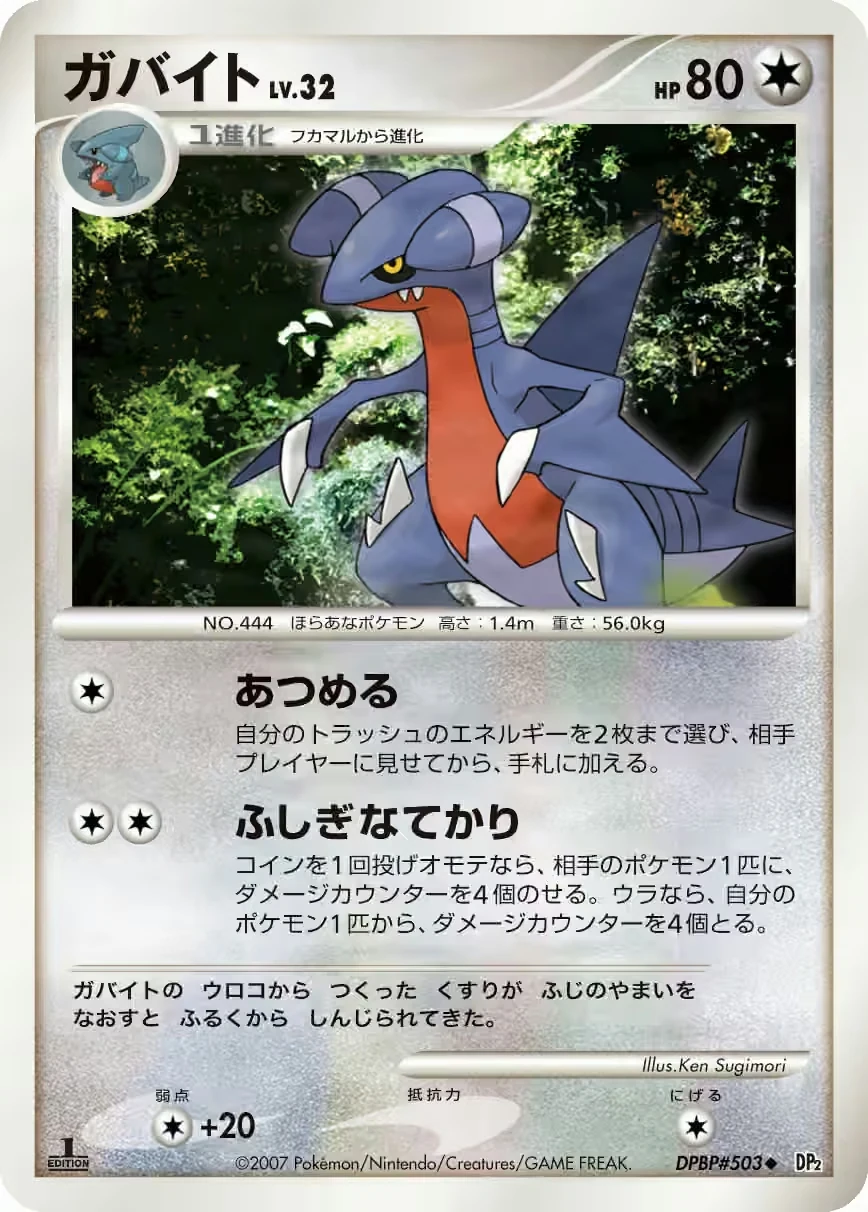 ガバイト LV.32 HP 80
1進化 フカマルから進化
NO.444 ほらあなポケモン 高さ:1.4m 重さ:56.0kg
あつめる
自分のトラッシュのエネルギーを2枚まで選び、相手
プレイヤーに見せてから、手札に加える。
ふしぎなてかり
コインを1回投げオモテなら、相手のポケモン1匹に、
ダメージカウンターを4個のせる。ウラなら、自分の
ポケモン1匹から、ダメージカウンターを4個とる。
ガバイトの ウロコから つくった くすりが ふじのやまいを
なおすと ふるくから しんじられてきた。
Illus.Ken Sugimori
弱点 抵抗力 にげる
+20
1 EDITION ©2007 Pokémon/Nintendo/Creatures/GAME FREAK. DPBP#503◆ DP2